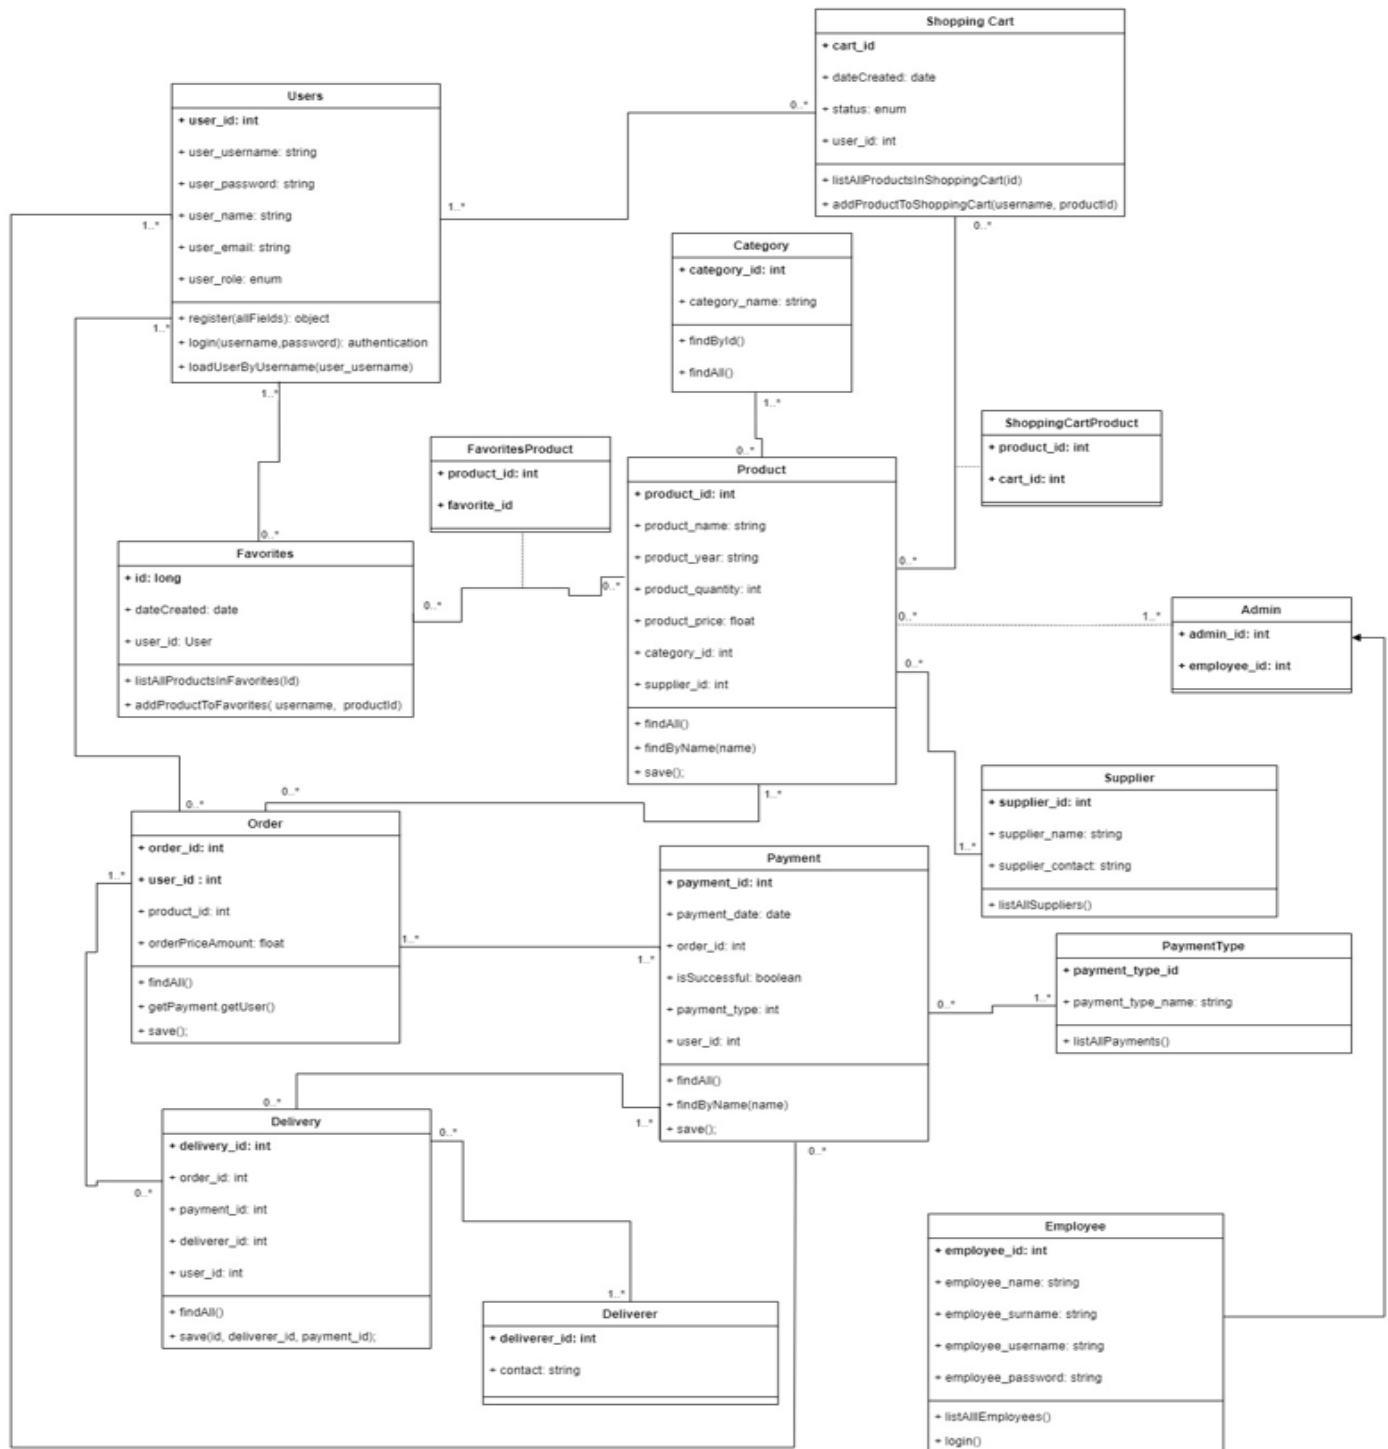 Shopping Cart
+ cart_id
+ dateCreated: date
+ status: enum
+ user_id: int
+ listAllProductsInShoppingCart(id)
+ addProductToShoppingCart(username, productId)
0..*
0..*
Users
+ user_id: int
+ user_username: string
+ user_password: string
+ user_name: string
+ user_email: string
+ user_role: enum
+ register(allFields): object
+ login(username,password): authentication
+ loadUserByUsername(user_username)
1..*
1..*
1..*
1..*
Category
+ category_id: int
+ category_name: string
+ findById()
+ findAll()
1..*
0..*
ShoppingCartProduct
+ product_id: int
+ cart_id: int
FavoritesProduct
+ product_id: int
+ favorite_id
Product
+ product_id: int
+ product_name: string
+ product_year: string
+ product_quantity: int
+ product_price: float
+ category_id: int
+ supplier_id: int
+ findAll()
+ findByName(name)
+ save();
0..*
0..*
0..*
0..*
1..*
1..*
0..*
Favorites
+ id: long
+ dateCreated: date
+ user_id: User
+ listAllProductsInFavorites(Id)
+ addProductToFavorites( username, productId)
0..*
Admin
+ admin_id: int
+ employee_id: int
Supplier
+ supplier_id: int
+ supplier_name: string
+ supplier_contact: string
+ listAllSuppliers()
1..*
0..*
0..*
Order
+ order_id: int
+ user_id : int
+ product_id: int
+ orderPriceAmount: float
+ findAll()
+ getPayment.getUser()
+ save();
1..*
1..*
1..*
Payment
+ payment_id: int
+ payment_date: date
+ order_id: int
+ isSuccessful: boolean
+ payment_type: int
+ user_id: int
+ findAll()
+ findByName(name)
+ save();
0..*
1..*
1..*
0..*
PaymentType
+ payment_type_id
+ payment_type_name: string
+ listAllPayments()
0..*
0..*
0..*
Delivery
+ delivery_id: int
+ order_id: int
+ payment_id: int
+ deliverer_id: int
+ user_id: int
+ findAll()
+ save(id, deliverer_id, payment_id);
1..*
Deliverer
+ deliverer_id: int
+ contact: string
Employee
+ employee_id: int
+ employee_name: string
+ employee_surname: string
+ employee_username: string
+ employee_password: string
+ listAllEmployees()
+ login()